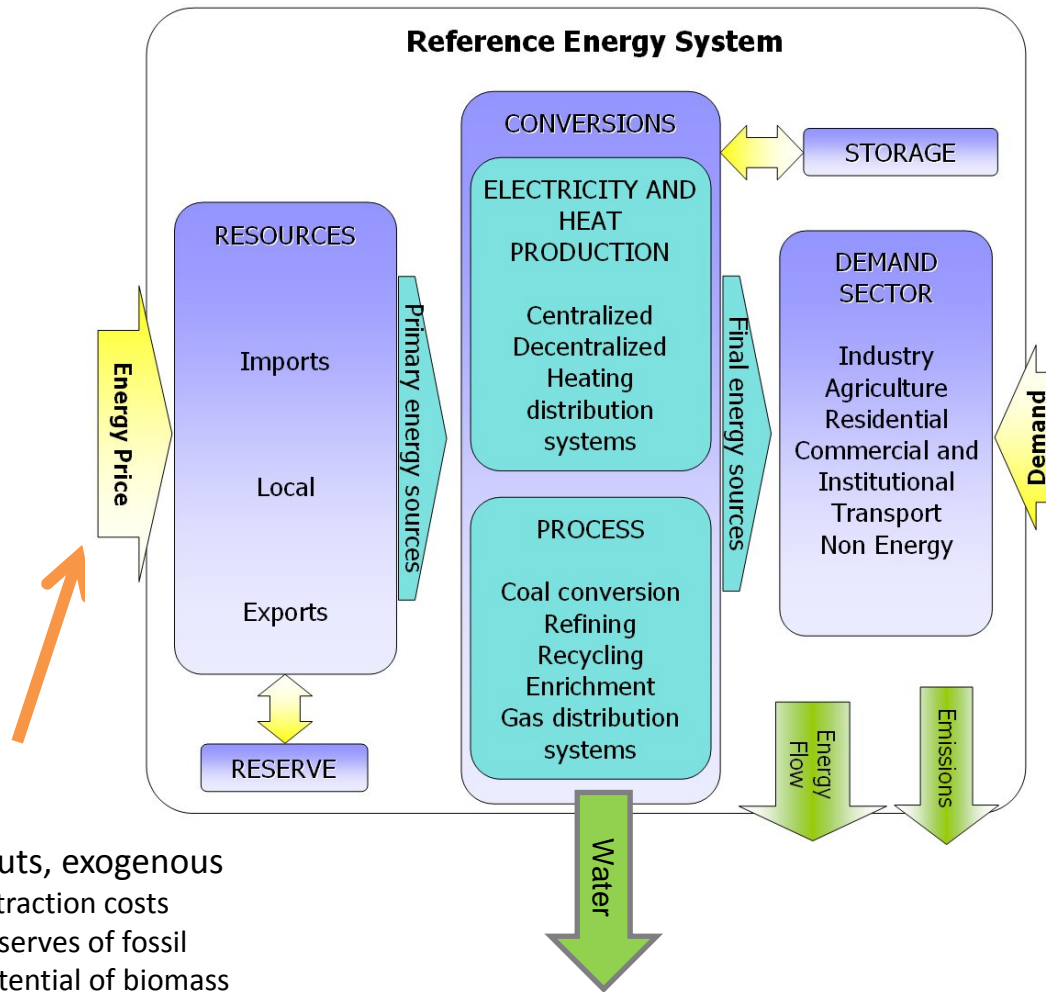 Reference Energy System
Energy Price
RESOURCES
Imports
Local
Exports
RESERVE
Primary energy sources
CONVERSIONS
ELECTRICITY AND
HEAT
PRODUCTION
Centralized
Decentralized
Heating
distribution
systems
PROCESS
Coal conversion
Refining
Recycling
Enrichment
Gas distribution
systems
STORAGE
Final energy sources
DEMAND
SECTOR
Industry
Agriculture
Residential
Commercial and
Institutional
Transport
Non Energy
Demand
Energy
Flow
Emissions
Water
uts, exogenous
traction costs
serves of fossil
tential of biomass